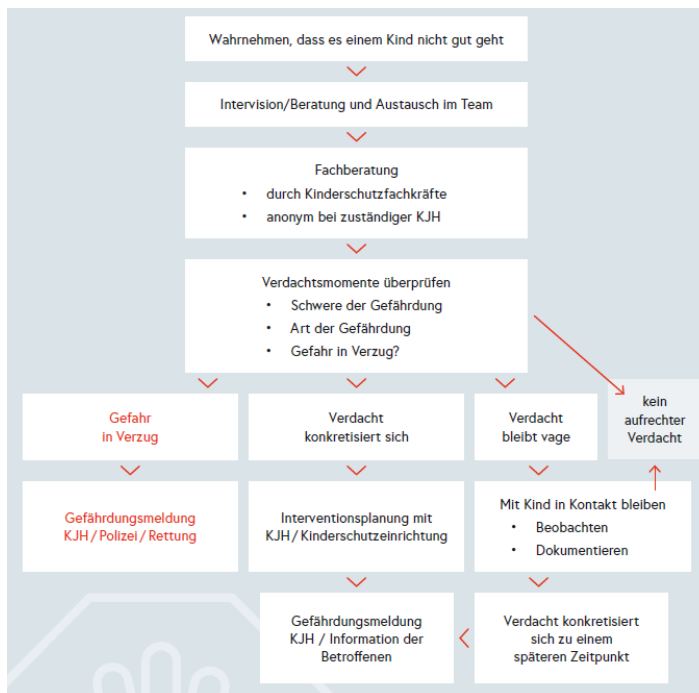 Wahrnehmen, dass es einem Kind nicht gut geht
Intervision/Beratung und Austausch im Team
Fachberatung
• durch Kinderschutzfachkräfte
• anonym bei zuständiger KJH
Verdachtsmomente überprüfen
• Schwere der Gefährdung
• Art der Gefährdung
• Gefahr in Verzug?
Gefahr
in Verzug
Verdacht
konkretisiert sich
Verdacht
bleibt vage
kein
aufrechter
Verdacht
Gefährdungsmeldung
KJH / Polizei / Rettung
Interventionsplanung mit
KJH / Kinderschutzeinrichtung
Mit Kind in Kontakt bleiben
• Beobachten
• Dokumentieren
Gefährdungsmeldung
KJH / Information der
Betroffenen
Verdacht konkretisiert
sich zu einem
späteren Zeitpunkt